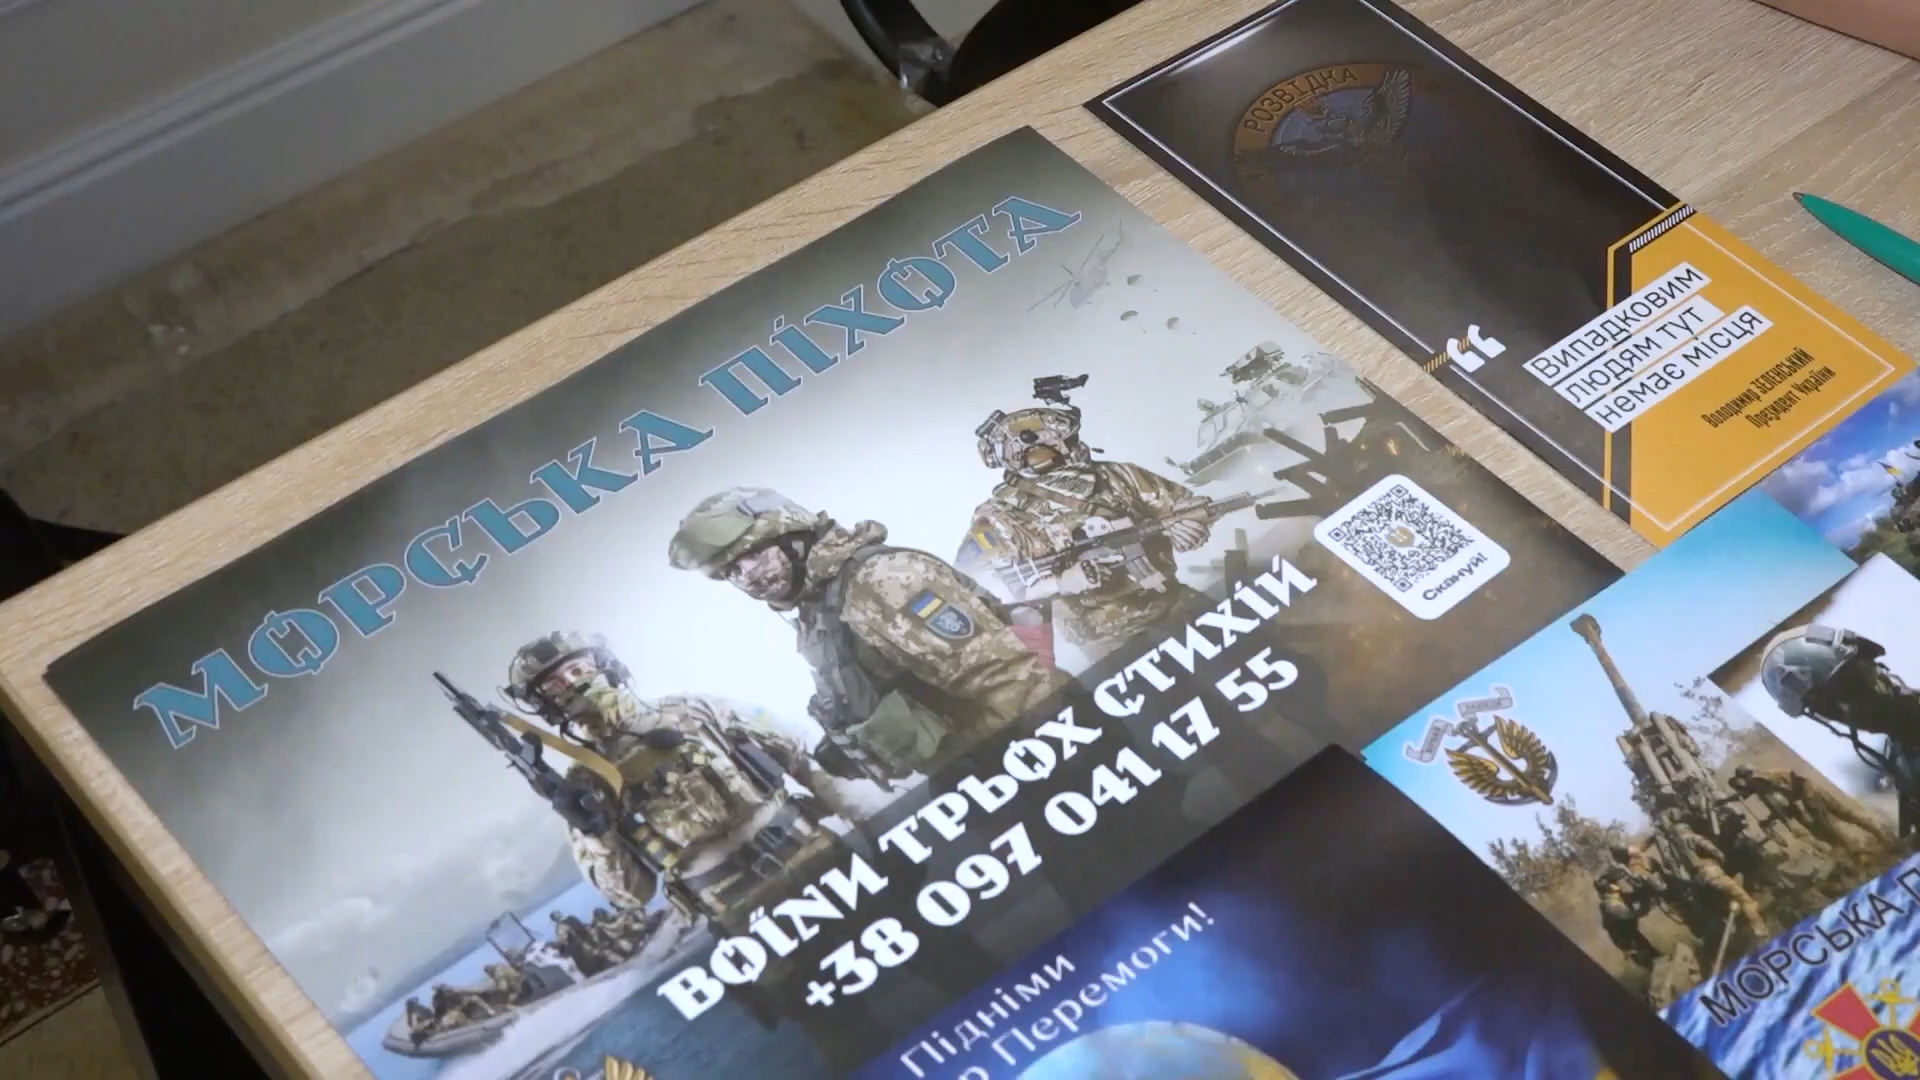 МОРСЬКА ПІХОТА
ВОЇНИ ТРЬОХ СТИХІЙ
+38 097 041 17 55
Скануй!
РОЗВІДКА
“
Випадковим
людям тут
немає місця
Володимир ЗЕЛЕНСЬКИЙ
Президент України
Підніми
р Перемоги!
МОРСЬКА П